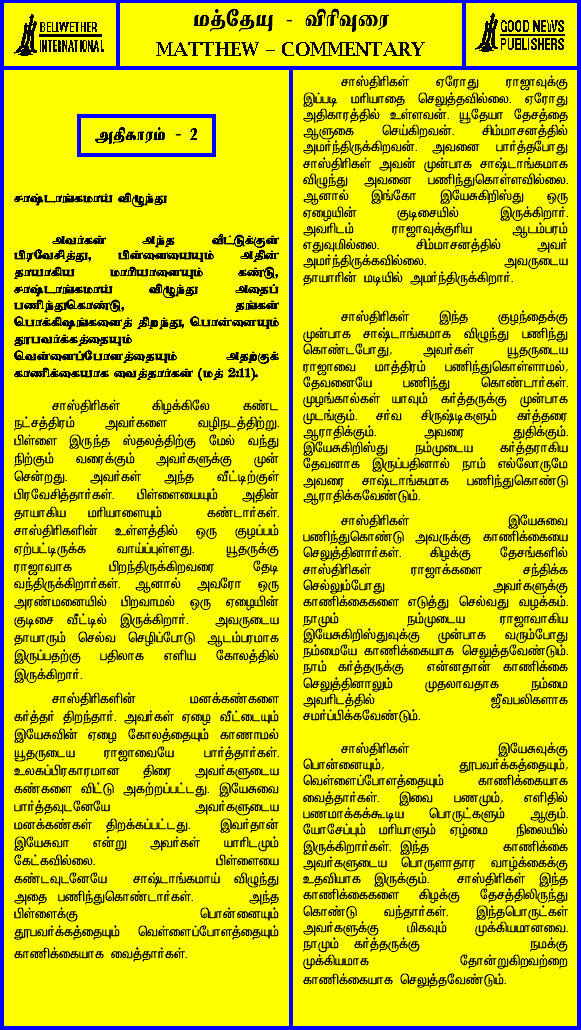 BELIWETHER
INTERNATIONAL
மத்தேயு - விரிவுரை
MATTHEW – COMMENTARY
GOOD NEWS
PUBLISHERS
அதிகாரம் - 2
சாஷ்டாங்கமாய் விழுந்து
அவர்கள் அந்த வீட்டுக்குள்
பிரவேசித்து, பிள்ளையையும் அதின்
தாயாகிய மரியாளையும் கண்டு,
சாஷ்டாங்கமாய் விழுந்து அதைப்
பணிந்துகொண்டு, தங்கள்
பொக்கிஷங்களைத் திறந்து, பொன்னையும்
தூபவர்க்கத்தையும்
வெள்ளைப்போளத்தையும் அதற்குக்
காணிக்கையாக வைத்தார்கள் (மத் 2:11).
சாஸ்திரிகள் கிழக்கிலே கண்ட
நட்சத்திரம் அவர்களை வழிநடத்திற்று.
பிள்ளை இருந்த ஸ்தலத்திற்கு மேல் வந்து
நிற்கும் வரைக்கும் அவர்களுக்கு முன்
சென்றது. அவர்கள் அந்த வீட்டிற்குள்
பிரவேசித்தார்கள். பிள்ளையையும் அதின்
தாயாகிய மரியாளையும் கண்டார்கள்.
சாஸ்திரிகளின் உள்ளத்தில் ஒரு குழப்பம்
ஏற்பட்டிருக்க வாய்ப்புள்ளது. யூதருக்கு
ராஜாவாக பிறந்திருக்கிறவரை தேடி
வந்திருக்கிறார்கள். ஆனால் அவரோ ஒரு
அரண்மனையில் பிறவாமல் ஒரு ஏழையின்
குடிசை வீட்டில் இருக்கிறார். அவருடைய
தாயாரும் செல்வ செழிப்போடு ஆடம்பரமாக
இருப்பதற்கு பதிலாக எளிய கோலத்தில்
இருக்கிறார்.
சாஸ்திரிகளின் மனக்கண்களை
கர்த்தர் திறந்தார். அவர்கள் ஏழை வீட்டையும்
இயேசுவின் ஏழை கோலத்தையும் காணாமல்
யூதருடைய ராஜாவையே பார்த்தார்கள்.
உலகப்பிரகாரமான திரை அவர்களுடைய
கண்களை விட்டு அகற்றப்பட்டது. இயேசுவை
பார்த்தவுடனேயே அவர்களுடைய
மனக்கண்கள் திறக்கப்பட்டது. இவர்தான்
இயேசுவா என்று அவர்கள் யாரிடமும்
கேட்கவில்லை. பிள்ளையை
கண்டவுடனேயே சாஷ்டாங்கமாய் விழுந்து
அதை பணிந்துகொண்டார்கள். அந்த
பிள்ளைக்கு பொன்னையும்
தூபவர்க்கத்தையும் வெள்ளைப்போளத்தையும்
காணிக்கையாக வைத்தார்கள்.
சாஸ்திரிகள் ஏரோது ராஜாவுக்கு
இப்படி மரியாதை செலுத்தவில்லை. ஏரோது
அதிகாரத்தில் உள்ளவன். யூதேயா தேசத்தை
ஆளுகை செய்கிறவன். சிம்மாசனத்தில்
அமர்ந்திருக்கிறவன். அவனை பார்த்தபோது
சாஸ்திரிகள் அவன் முன்பாக சாஷ்டாங்கமாக
விழுந்து அவனை பணிந்துகொள்ளவில்லை.
ஆனால் இங்கோ இயேசுகிறிஸ்து ஒரு
ஏழையின் குடிசையில் இருக்கிறார்.
அவரிடம் ராஜாவுக்குரிய ஆடம்பரம்
எதுவுமில்லை. சிம்மாசனத்தில் அவர்
அமர்ந்திருக்கவில்லை. அவருடைய
தாயாரின் மடியில் அமர்ந்திருக்கிறார்.
சாஸ்திரிகள் இந்த குழந்தைக்கு
முன்பாக சாஷ்டாங்கமாக விழுந்து பணிந்து
கொண்டபோது, அவர்கள் யூதருடைய
ராஜாவை மாத்திரம் பணிந்துகொள்ளாமல்,
தேவனையே பணிந்து கொண்டார்கள்.
முழங்கால்கள் யாவும் கர்த்தருக்கு முன்பாக
முடங்கும். சர்வ சிருஷ்டிகளும் கர்த்தரை
ஆராதிக்கும். அவரை துதிக்கும்.
இயேசுகிறிஸ்து நம்முடைய கர்த்தராகிய
தேவனாக இருப்பதினால் நாம் எல்லோருமே
அவரை சாஷ்டாங்கமாக பணிந்துகொண்டு
ஆராதிக்கவேண்டும்.
சாஸ்திரிகள் இயேசுவை
பணிந்துகொண்டு அவருக்கு காணிக்கையை
செலுத்தினார்கள். கிழக்கு தேசங்களில்
சாஸ்திரிகள் ராஜாக்களை சந்திக்க
செல்லும்போது அவர்களுக்கு
காணிக்கைகளை எடுத்து செல்வது வழக்கம்.
நாமும் நம்முடைய ராஜாவாகிய
இயேசுகிறிஸ்துவுக்கு முன்பாக வரும்போது
நம்மையே காணிக்கையாக செலுத்தவேண்டும்.
நாம் கர்த்தருக்கு என்னதான் காணிக்கை
செலுத்தினாலும் முதலாவதாக நம்மை
அவரிடத்தில் ஜீவபலிகளாக
சமர்ப்பிக்கவேண்டும்.
சாஸ்திரிகள் இயேசுவுக்கு
பொன்னையும், தூபவர்க்கத்தையும்,
வெள்ளைப்போளத்தையும் காணிக்கையாக
வைத்தார்கள். இவை பணமும், எளிதில்
பணமாக்கக்கூடிய பொருட்களும் ஆகும்.
யோசேப்பும் மரியாளும் ஏழ்மை நிலையில்
இருக்கிறார்கள். இந்த காணிக்கை
அவர்களுடைய பொருளாதார வாழ்க்கைக்கு
உதவியாக இருக்கும். சாஸ்திரிகள் இந்த
காணிக்கைகளை கிழக்கு தேசத்திலிருந்து
கொண்டு வந்தார்கள். இந்தபொருட்கள்
அவர்களுக்கு மிகவும் முக்கியமானவை.
நாமும் கர்த்தருக்கு நமக்கு
முக்கியமாக தோன்றுகிறவற்றை
காணிக்கையாக செலுத்தவேண்டும்.